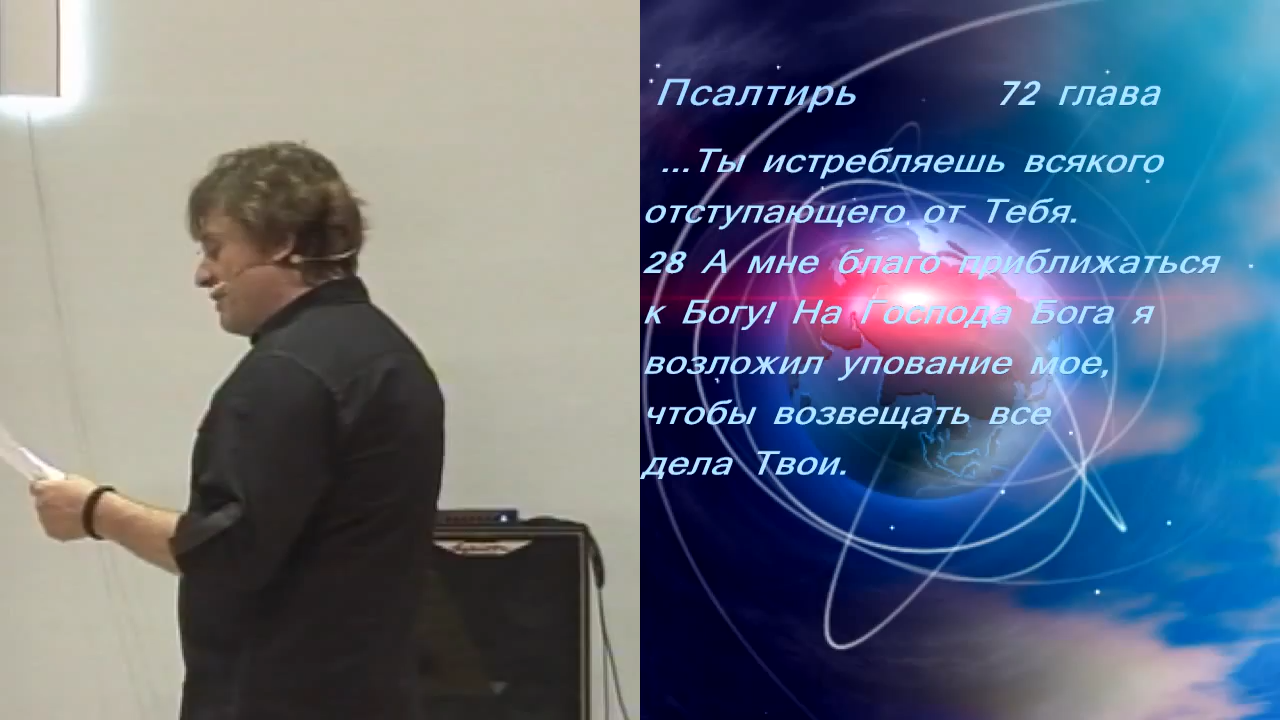 Псалтирь 72 глава
...Ты истребляешь всякого
отступающего от Тебя.
28 А мне благо приближаться
к Богу! На Господа Бога я
возложил упование мое,
чтобы возвещать все
дела Твои.